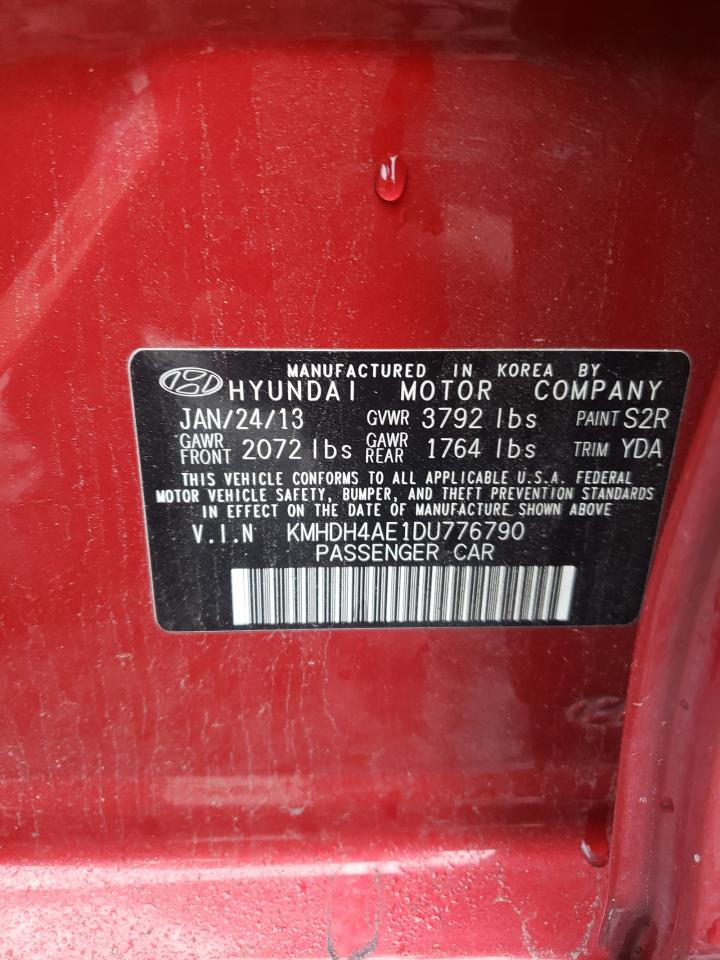 MANUFACTURED IN KOREA BY
HYUNDAI MOTOR COMPANY
JAN/24/13 GVWR 3792 lbs PAINT S2R
GAWR FRONT 2072 lbs GAWR REAR 1764 lbs TRIM YDA
THIS VEHICLE CONFORMS TO ALL APPLICABLE U.S.A. FEDERAL
MOTOR VEHICLE SAFETY, BUMPER, AND THEFT PREVENTION STANDARDS
IN EFFECT ON THE DATE OF MANUFACTURE SHOWN ABOVE
V.I.N KMHDH4AE1DU776790
PASSENGER CAR